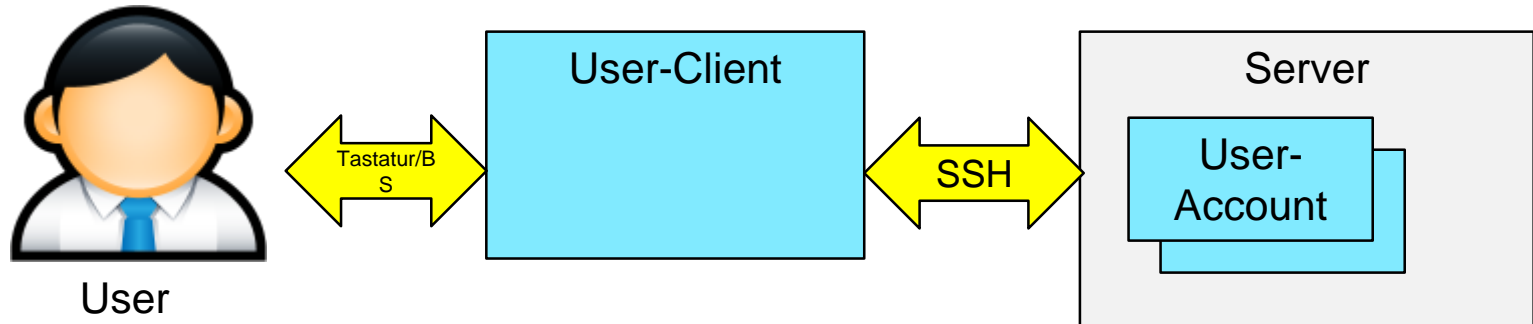 User
Tastatur/B
S
User-Client
SSH
Server
User-
Account